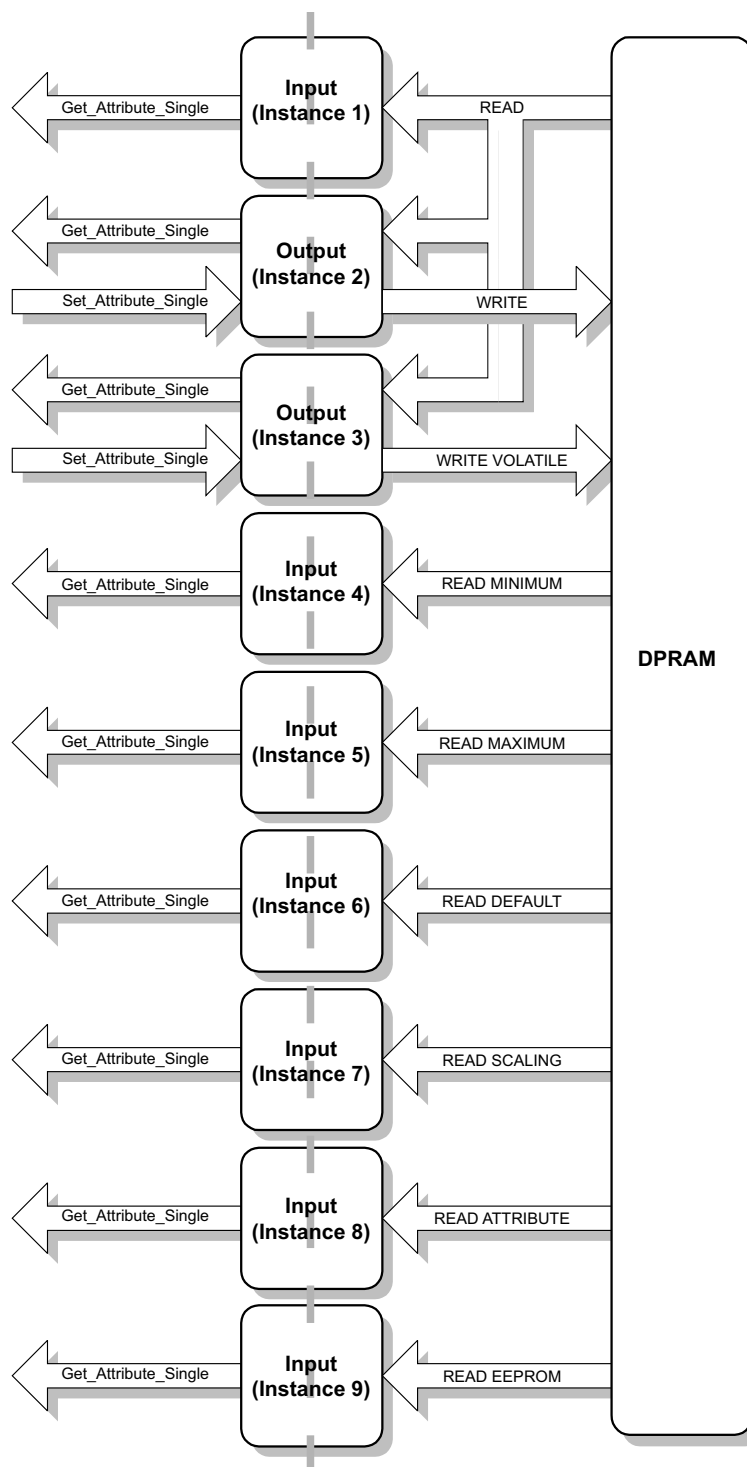 Input
(Instance 1)
Get_Attribute_Single
READ
Get_Attribute_Single
Output
(Instance 2)
Set_Attribute_Single
WRITE
Get_Attribute_Single
Output
(Instance 3)
Set_Attribute_Single
WRITE VOLATILE
Input
(Instance 4)
Get_Attribute_Single
READ MINIMUM
DPRAM
Input
(Instance 5)
Get_Attribute_Single
READ MAXIMUM
Input
(Instance 6)
Get_Attribute_Single
READ DEFAULT
Input
(Instance 7)
Get_Attribute_Single
READ SCALING
Input
(Instance 8)
Get_Attribute_Single
READ ATTRIBUTE
Input
(Instance 9)
Get_Attribute_Single
READ EEPROM